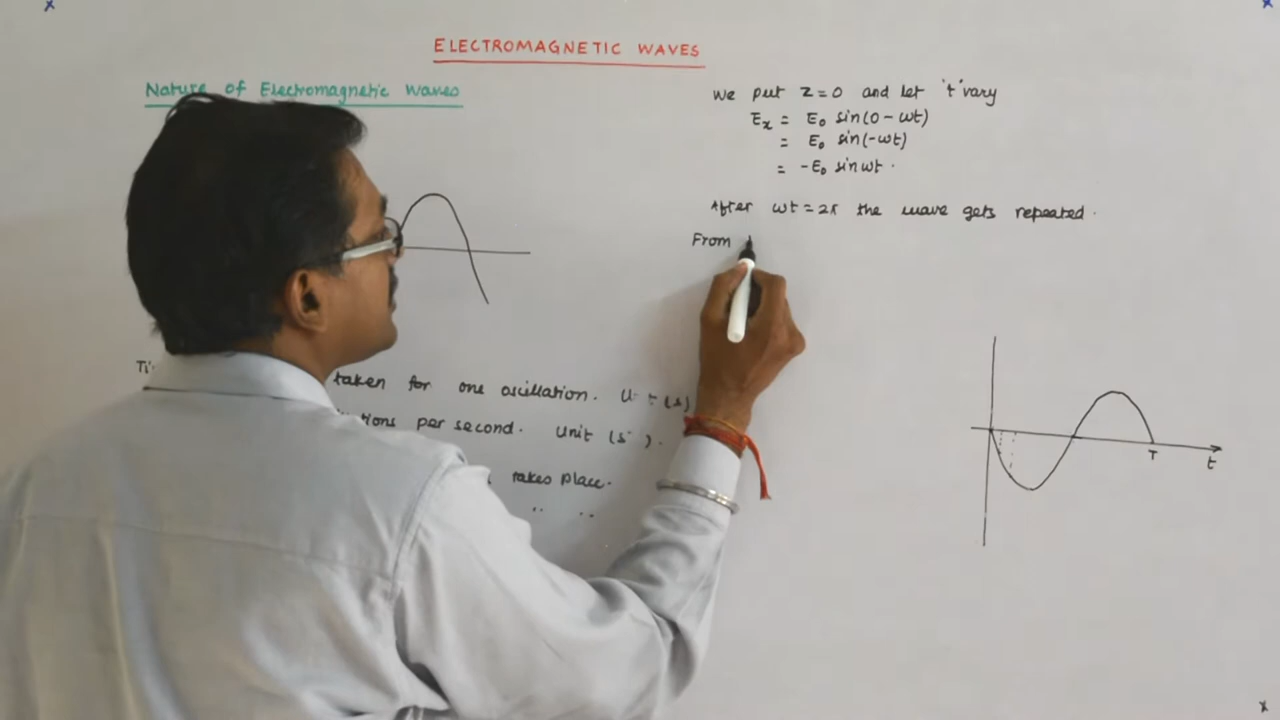 ELECTROMAGNETIC WAVES
Nature of Electromagnetic Waves
taken for one oscillation.
per second. Unit
takes place.
We put z=0 and let 't' vary
Ex = E0 sin(0-ωt)
= E0 sin(-ωt)
= -E0 sinωt.
After ωt=2π the wave gets repeated.
From
T
t